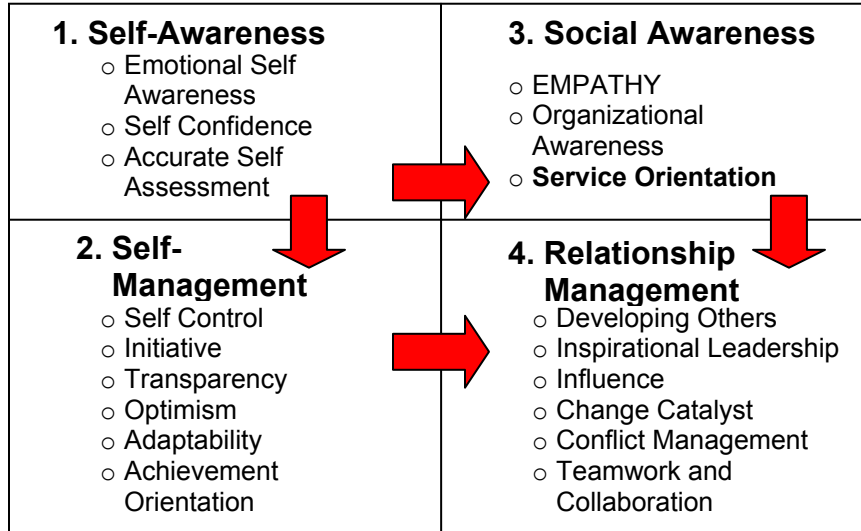 1. Self-Awareness
o Emotional Self
Awareness
o Self Confidence
o Accurate Self
Assessment
3. Social Awareness
o EMPATHY
o Organizational
Awareness
o Service Orientation
2. Self-
Management
o Self Control
o Initiative
o Transparency
o Optimism
o Adaptability
o Achievement
Orientation
4. Relationship
Management
o Developing Others
o Inspirational Leadership
o Influence
o Change Catalyst
o Conflict Management
o Teamwork and
Collaboration